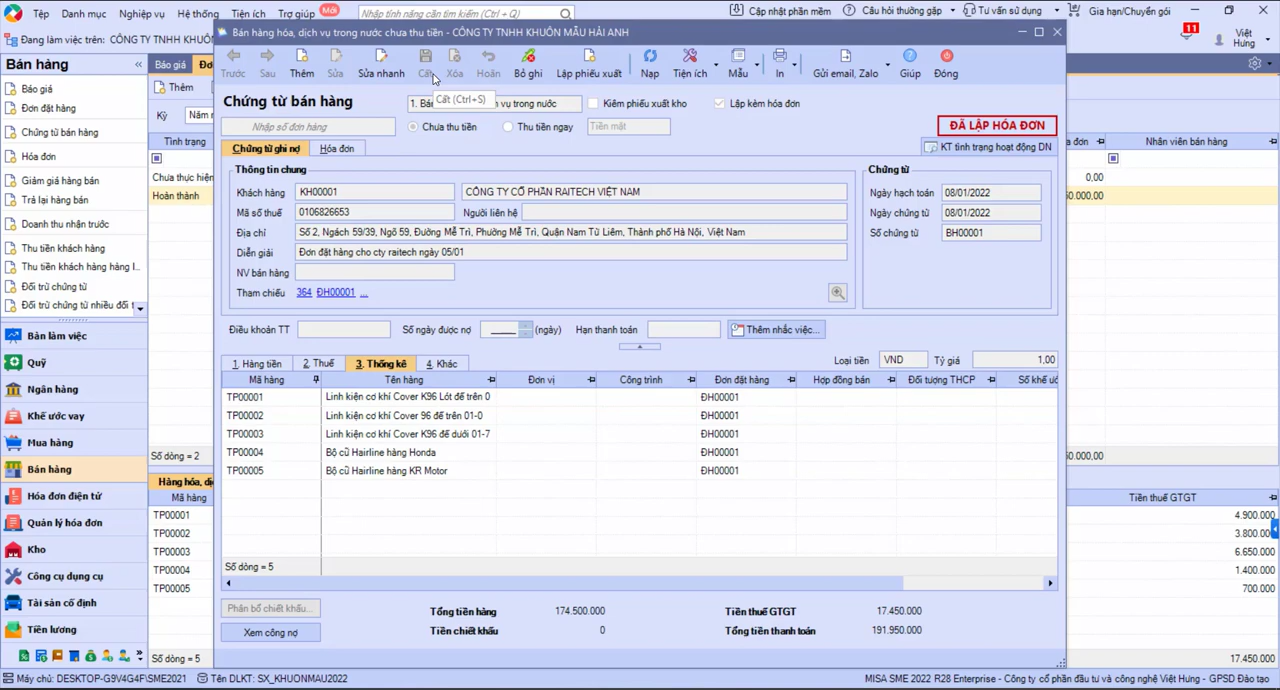 Tệp Danh mục Nghiệp vụ Hệ thống Tiện ích Trợ giúp Mới Nhập tính năng cần tìm kiếm (Ctrl + Q) Cập nhật phần mềm Câu hỏi thường gặp Tư vấn sử dụng Gia hạn/Chuyển gói
Đang làm việc trên: CÔNG TY TNHH KHUÔN
11
Việt Hưng
Bán hàng
Báo giá
Đơn đặt hàng
Chứng từ bán hàng
Hóa đơn
Giảm giá hàng bán
Trả lại hàng bán
Doanh thu nhận trước
Thu tiền khách hàng
Thu tiền khách hàng hàng l...
Đối trừ chứng từ
Đối trừ chứng từ nhiều đối t
Bàn làm việc
Quỹ
Ngân hàng
Khế ước vay
Mua hàng
Bán hàng
Hóa đơn điện tử
Quản lý hóa đơn
Kho
Công cụ dụng cụ
Tài sản cố định
Tiền lương
Báo giá
Thêm
Kỳ Năm
Tình trạng
Chưa thực hiện
Hoàn thành
Số dòng = 2
Mã hàng
TP00001
TP00002
TP00003
TP00004
TP00005
Số dòng = 5
Bán hàng hóa, dịch vụ trong nước chưa thu tiền - CÔNG TY TNHH KHUÔN MẪU HẢI ANH
Trước Sau Thêm Sửa Sửa nhanh Cất Xóa Hoãn Bỏ ghi Lập phiếu xuất Nạp Tiện ích Mẫu In Gửi email, Zalo Giúp Đóng
Cất (Ctrl+S)
Chứng từ bán hàng
1. Bá vụ trong nước
Kiêm phiếu xuất kho
Lập kèm hóa đơn
Nhập số đơn hàng
Chưa thu tiền
Thu tiền ngay
Tiền mặt
ĐÃ LẬP HÓA ĐƠN
Chứng từ ghi nợ Hóa đơn
KT tình trạng hoạt động DN
Thông tin chung
Khách hàng KH00001 CÔNG TY CỔ PHẦN RAITECH VIỆT NAM
Mã số thuế 0106826653 Người liên hệ
Địa chỉ Số 2, Ngách 59/39, Ngõ 59, Đường Mễ Trì, Phường Mễ Trì, Quận Nam Từ Liêm, Thành phố Hà Nội, Việt Nam
Diễn giải Đơn đặt hàng cho cty raitech ngày 05/01
NV bán hàng
Tham chiếu 364 ĐH00001 ...
Chứng từ
Ngày hạch toán 08/01/2022
Ngày chứng từ 08/01/2022
Số chứng từ BH00001
Điều khoản TT Số ngày được nợ (ngày) Hạn thanh toán Thêm nhắc việc...
1. Hàng tiền 2. Thuế 3. Thống kê 4. Khác
Loại tiền VND Tỷ giá 1,00
Mã hàng Tên hàng Đơn vị Công trình Đơn đặt hàng Hợp đồng bán Đối tượng THCP Số khế ước
TP00001 Linh kiện cơ khí Cover K96 Lót đế trên 0 ĐH00001
TP00002 Linh kiện cơ khí Cover 96 đế trên 01-0 ĐH00001
TP00003 Linh kiện cơ khí Cover K96 đế dưới 01-7 ĐH00001
TP00004 Bộ cũ Hairline hàng Honda ĐH00001
TP00005 Bộ cũ Hairline hàng KR Motor ĐH00001
Số dòng = 5
Phân bổ chiết khấu...
Xem công nợ
Tổng tiền hàng 174.500.000
Tiền chiết khấu 0
Tiền thuế GTGT 17.450.000
Tổng tiền thanh toán 191.950.000
Nhân viên bán hàng
0,00
Tiền thuế GTGT
4.900.000
3.800.000
6.650.000
1.400.000
700.000
17.450.000
Máy chủ: DESKTOP-G9V4G4F\SME2021 Tên DLKT: SX_KHUONMAU2022
MISA SME 2022 R28 Enterprise - Công ty cổ phần đầu tư và công nghệ Việt Hưng - GPSD Đào tạo